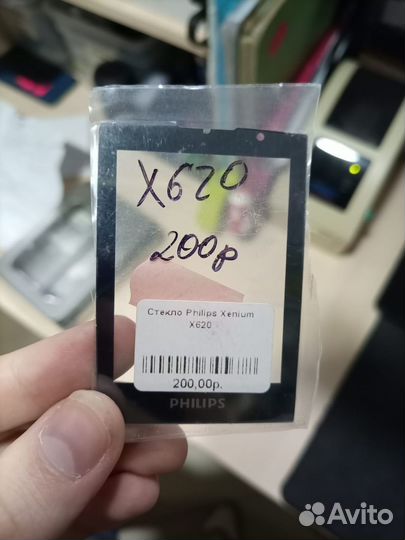 X620
200р
Стекло Philips Xenium
X620
200,00р.
PHILIPS
Avito